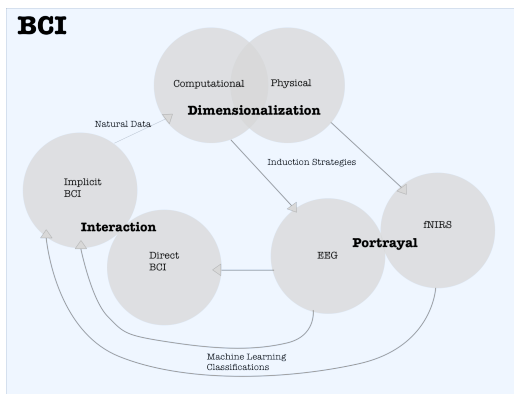 BCI
Computational
Physical
Dimensionalization
Natural Data
Induction Strategies
Implicit
BCI
Interaction
Direct
BCI
fNIRS
Portrayal
EEG
Machine Learning
Classifications